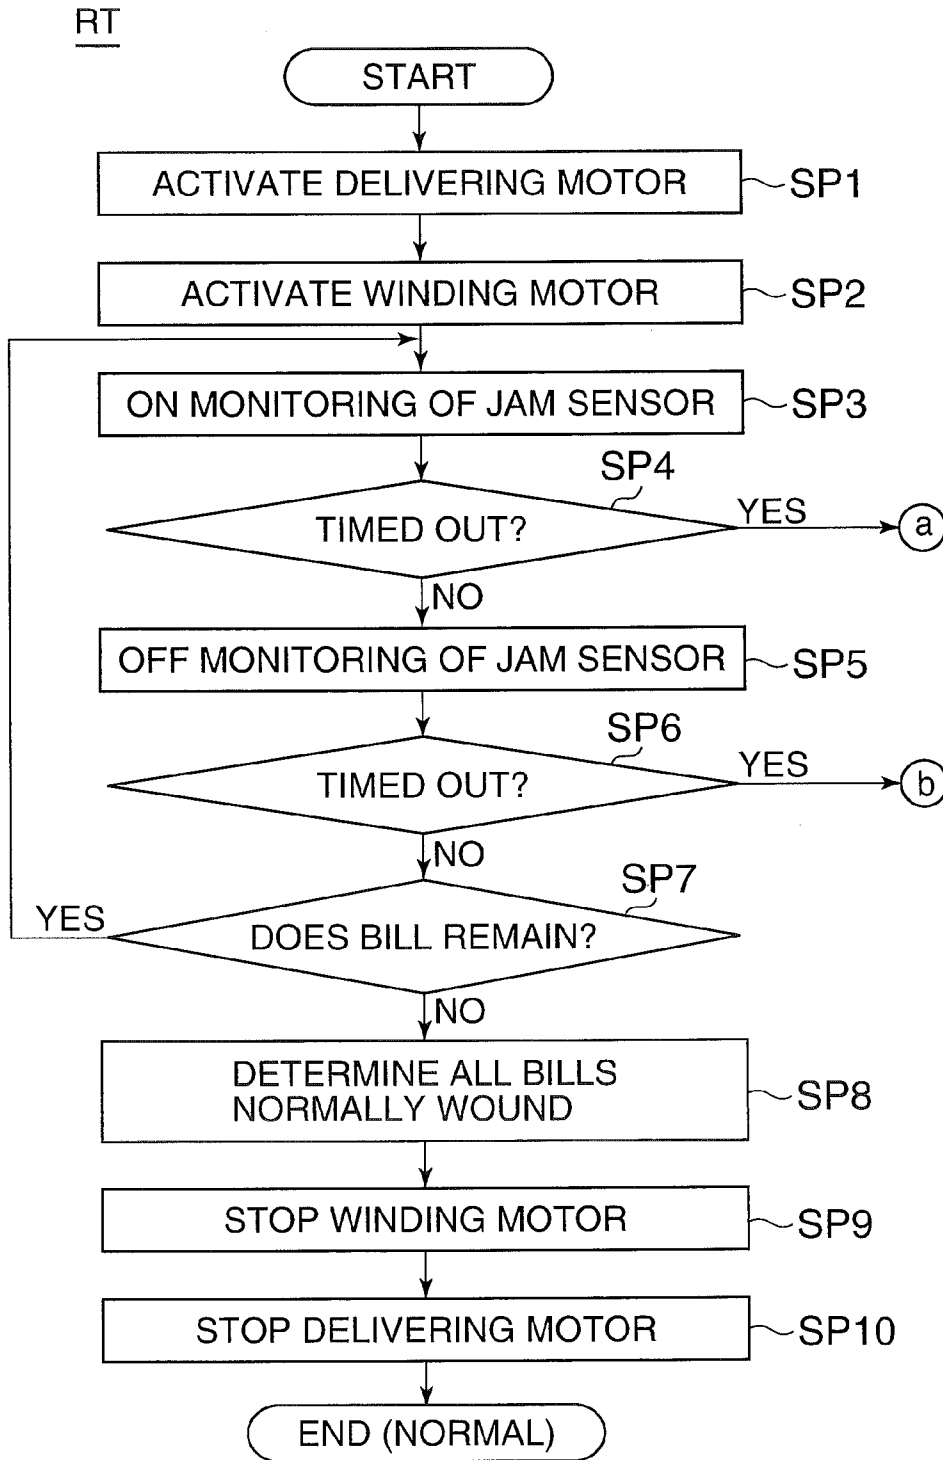 RT
START
ACTIVATE DELIVERING MOTOR
SP1
ACTIVATE WINDING MOTOR
SP2
ON MONITORING OF JAM SENSOR
SP3
SP4
TIMED OUT?
YES
a
NO
OFF MONITORING OF JAM SENSOR
SP5
SP6
TIMED OUT?
YES
b
NO
SP7
YES
DOES BILL REMAIN?
NO
DETERMINE ALL BILLS
NORMALLY WOUND
SP8
STOP WINDING MOTOR
SP9
STOP DELIVERING MOTOR
SP10
END (NORMAL)